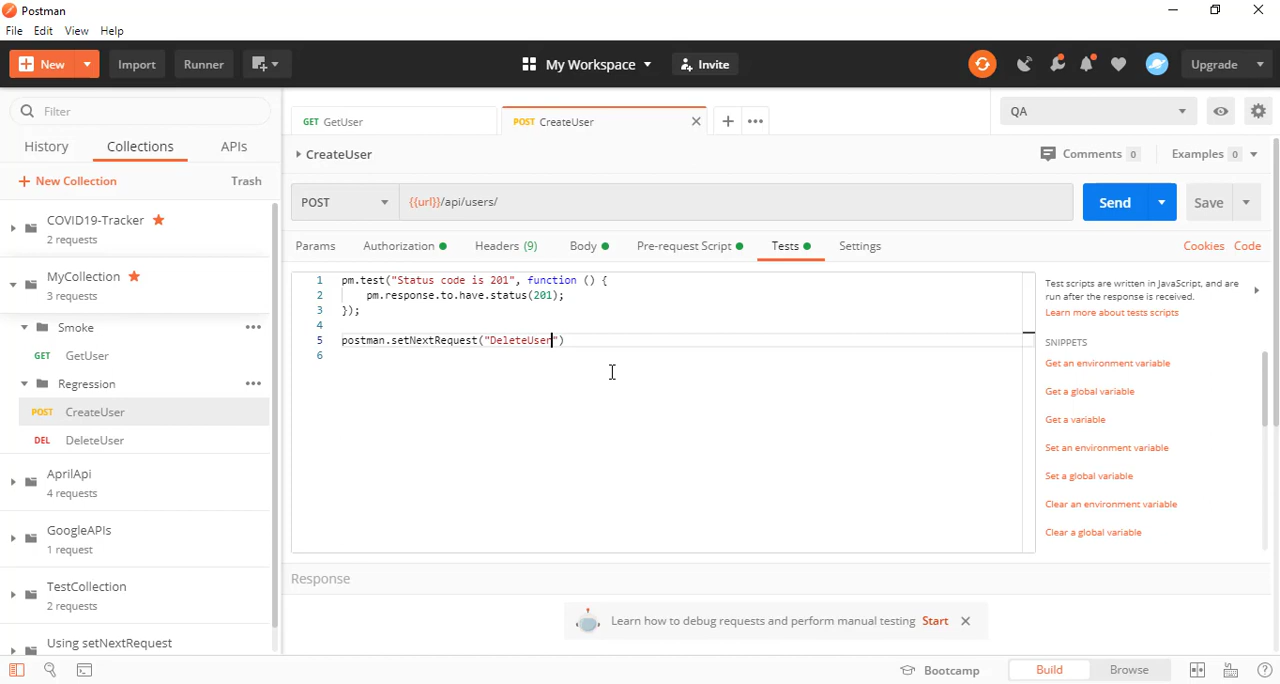 Postman
File Edit View Help
New Import Runner My Workspace Invite Upgrade
Filter
History Collections APIs
New Collection Trash
COVID19-Tracker
2 requests
MyCollection
3 requests
Smoke
GET GetUser
Regression
POST CreateUser
DEL DeleteUser
AprilApi
4 requests
GoogleAPIs
1 request
TestCollection
2 requests
Using setNextRequest
GET GetUser POST CreateUser
QA
CreateUser Comments 0 Examples 0
POST {{url}}/api/users/ Send Save
Params Authorization Headers (9) Body Pre-request Script Tests Settings Cookies Code
1 pm.test("Status code is 201", function () {
2 pm.response.to.have.status(201);
3 });
4
5 postman.setNextRequest("DeleteUser")
6
Test scripts are written in JavaScript, and are
run after the response is received.
Learn more about tests scripts
SNIPPETS
Get an environment variable
Get a global variable
Get a variable
Set an environment variable
Set a global variable
Clear an environment variable
Clear a global variable
Response
Learn how to debug requests and perform manual testing Start
Bootcamp Build Browse